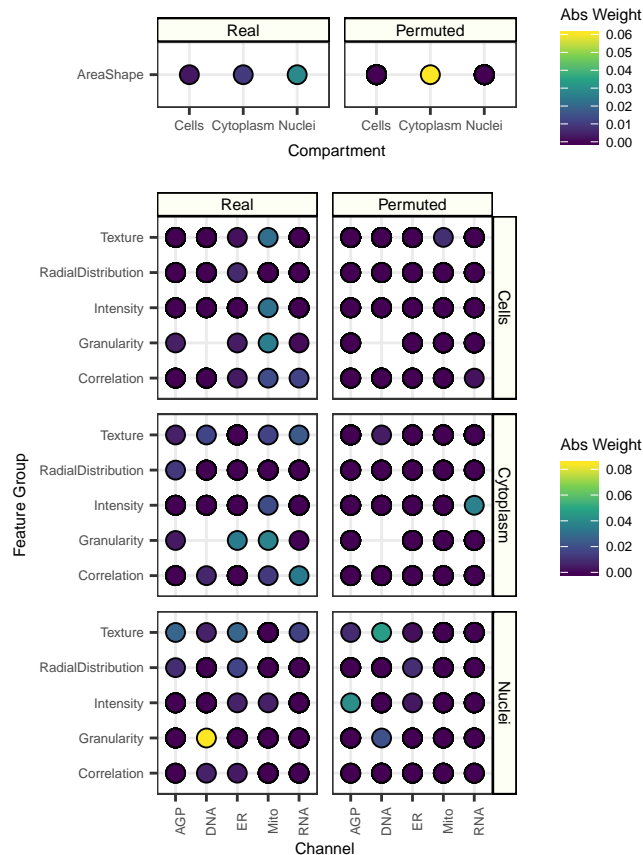 Real Permuted
AreaShape
Cells Cytoplasm Nuclei Cells Cytoplasm Nuclei
Compartment
Abs Weight
0.06
0.05
0.04
0.03
0.02
0.01
0.00
Real Permuted
Feature Group
Texture
RadialDistribution
Intensity
Granularity
Correlation
Cells
Texture
RadialDistribution
Intensity
Granularity
Correlation
Cytoplasm
Texture
RadialDistribution
Intensity
Granularity
Correlation
Nuclei
AGP DNA ER Mito RNA AGP DNA ER Mito RNA
Channel
Abs Weight
0.08
0.06
0.04
0.02
0.00